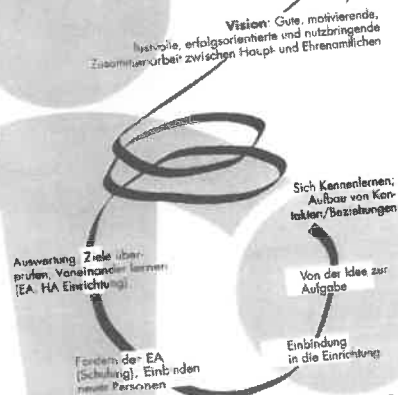 Vision: Gute, motivierende,
lustvolle, erfolgsorientierte und nutzbringende
Zusammenarbeit zwischen Haupt- und Ehrenamtlichen
Sich Kennenlernen;
Aufbau von Kon-
takten/Beziehungen
Von der Idee zur
Aufgabe
Einbindung
in die Einrichtung
Fördern der EA
(Schulung), Einbinden
neuer Personen
Auswertung: Ziele über-
prüfen, Voneinander lernen
(EA, HA Einrichtung)